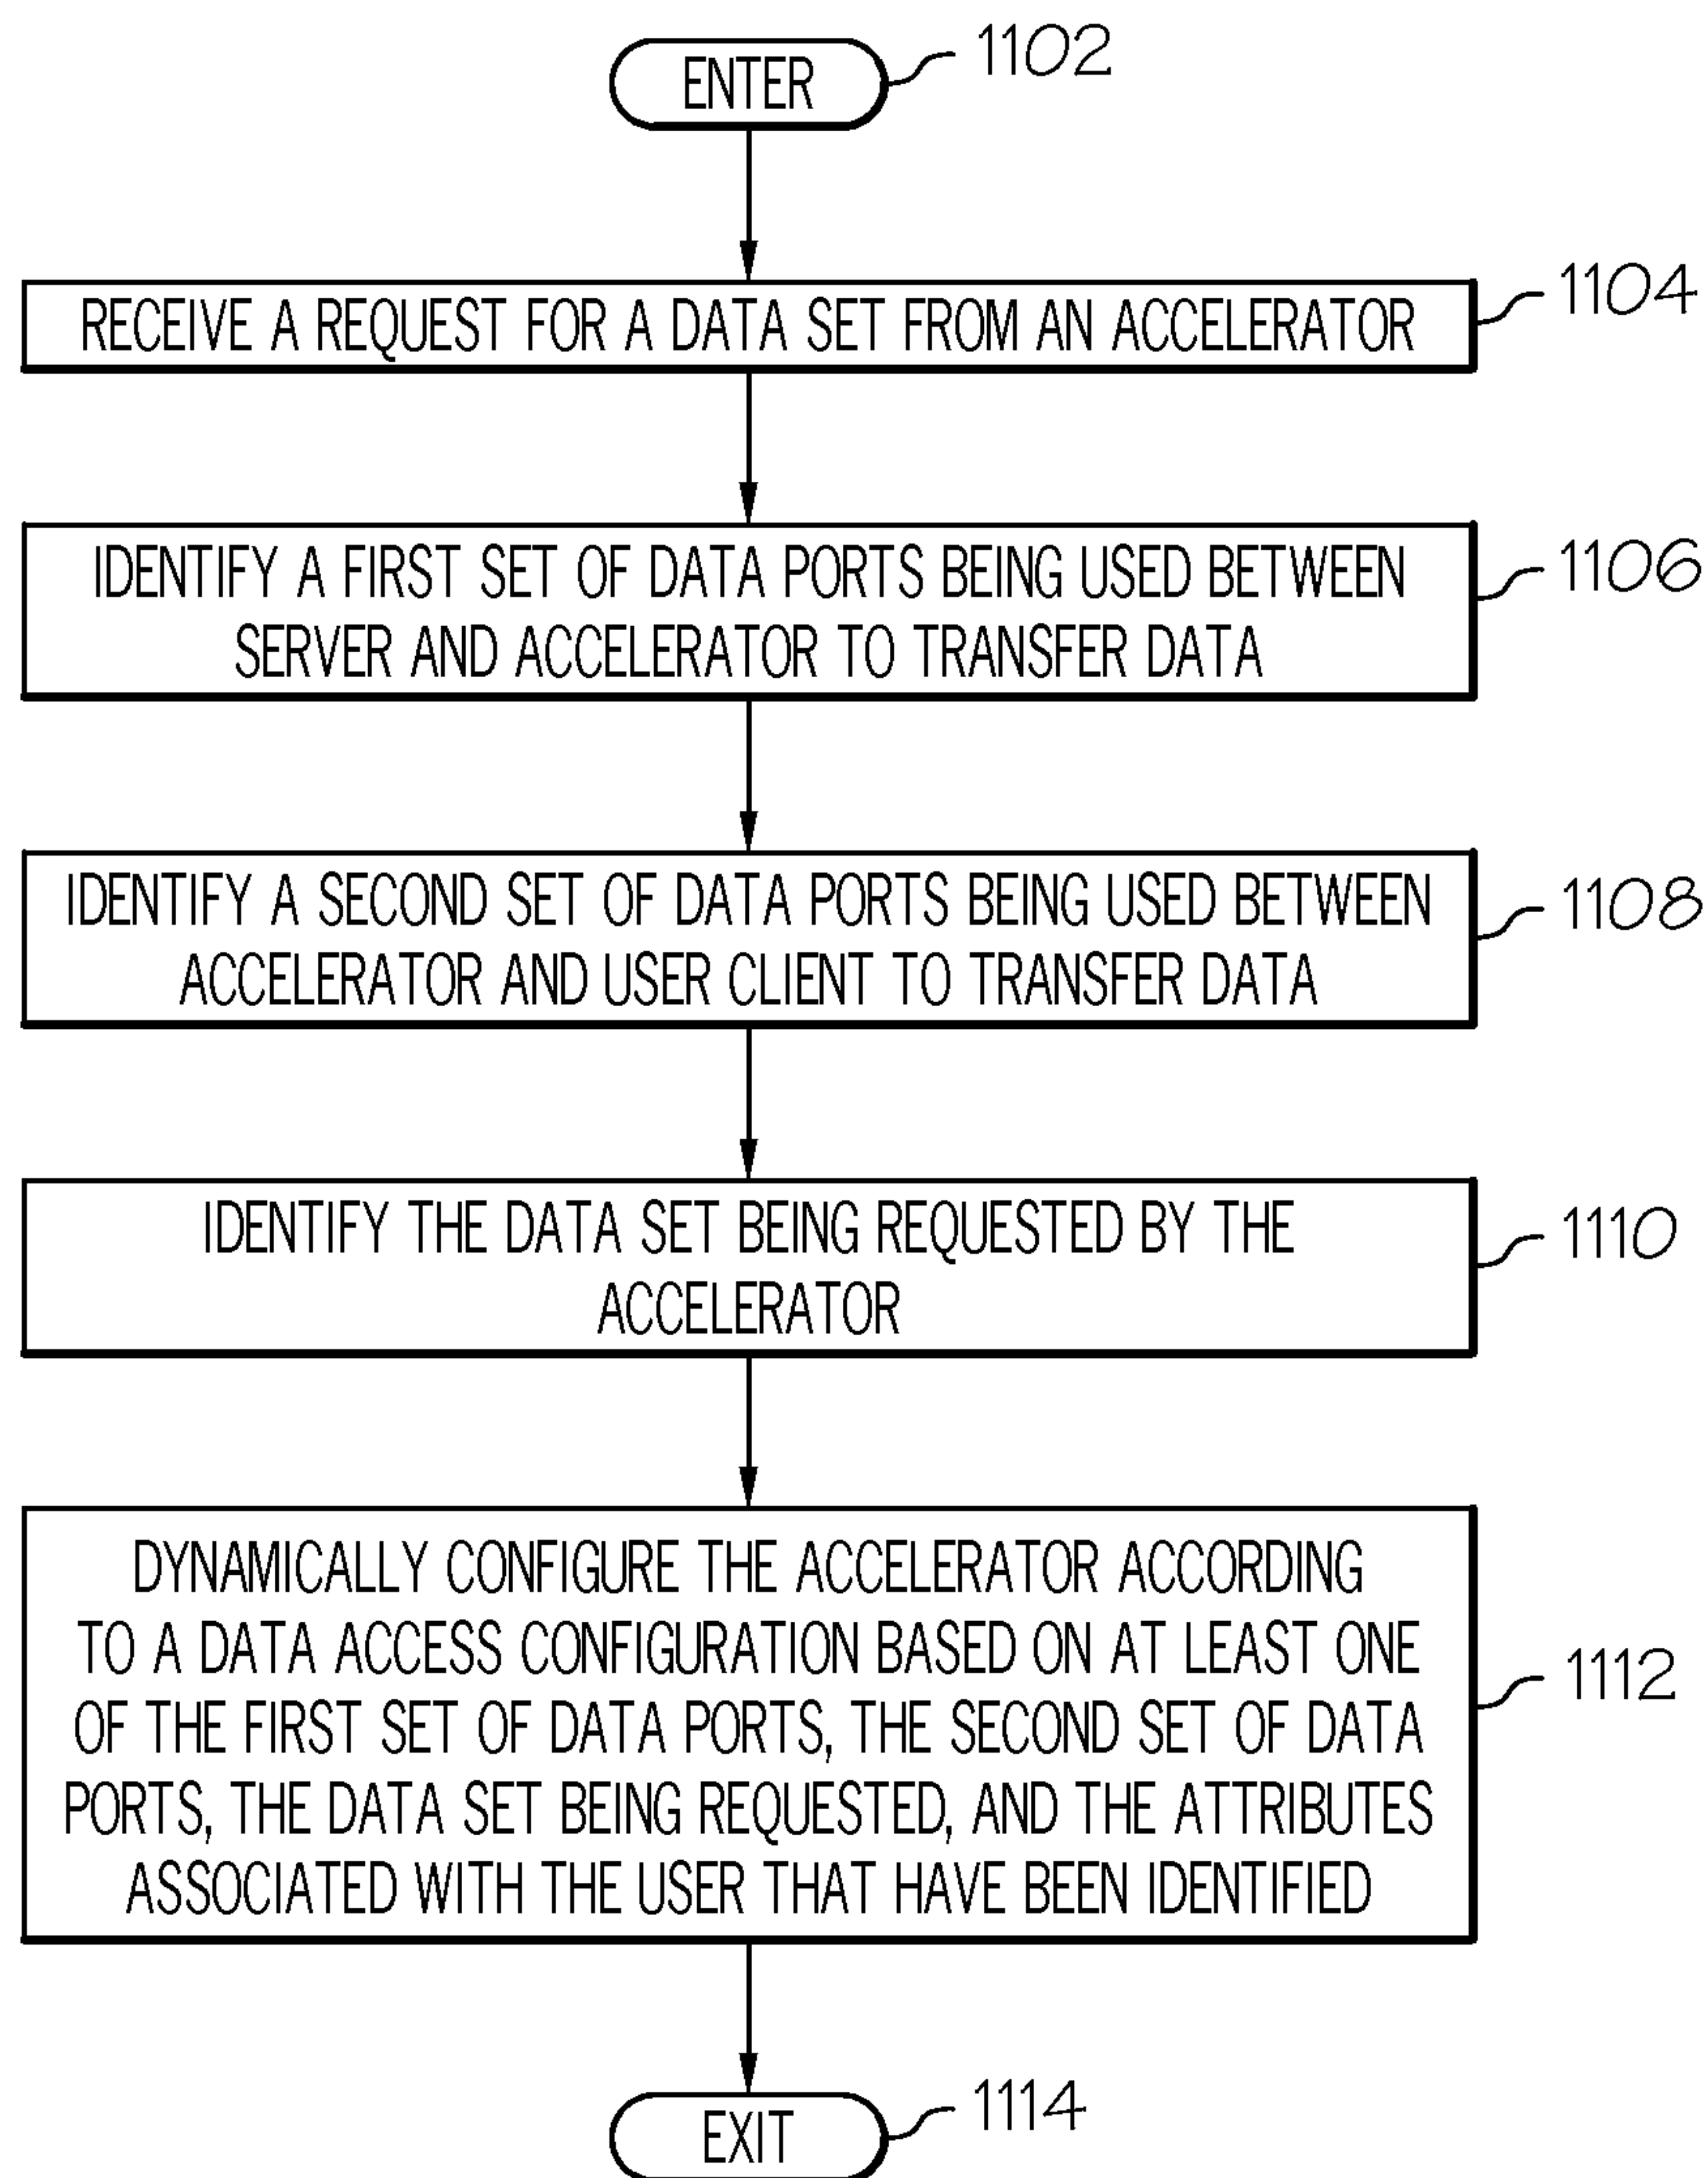 ENTER
1102
RECEIVE A REQUEST FOR A DATA SET FROM AN ACCELERATOR
1104
IDENTIFY A FIRST SET OF DATA PORTS BEING USED BETWEEN
SERVER AND ACCELERATOR TO TRANSFER DATA
1106
IDENTIFY A SECOND SET OF DATA PORTS BEING USED BETWEEN
ACCELERATOR AND USER CLIENT TO TRANSFER DATA
1108
IDENTIFY THE DATA SET BEING REQUESTED BY THE
ACCELERATOR
1110
DYNAMICALLY CONFIGURE THE ACCELERATOR ACCORDING
TO A DATA ACCESS CONFIGURATION BASED ON AT LEAST ONE
OF THE FIRST SET OF DATA PORTS, THE SECOND SET OF DATA
PORTS, THE DATA SET BEING REQUESTED, AND THE ATTRIBUTES
ASSOCIATED WITH THE USER THAT HAVE BEEN IDENTIFIED
1112
EXIT
1114